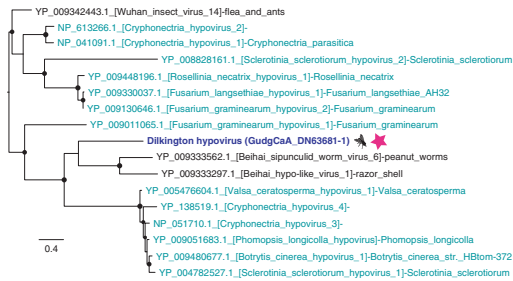 YP_009342443.1_[Wuhan_insect_virus_14]-flea_and_ants
NP_613266.1_[Cryphonectria_hypovirus_2]-
NP_041091.1_[Cryphonectria_hypovirus_1]-Cryphonectria_parasitica
YP_008828161.1_[Sclerotinia_sclerotiorum_hypovirus_2]-Sclerotinia_sclerotiorum
YP_009448196.1_[Rosellinia_necatrix_hypovirus_1]-Rosellinia_necatrix
YP_009330037.1_[Fusarium_langsethiae_hypovirus_1]-Fusarium_langsethiae_AH32
YP_009130646.1_[Fusarium_graminearum_hypovirus_2]-Fusarium_graminearum
YP_009011065.1_[Fusarium_graminearum_hypovirus_1]-Fusarium_graminearum
Dilkington hypovirus (GudgCaA_DN63681-1)
YP_009333562.1_[Beihai_sipunculid_worm_virus_6]-peanut_worms
YP_009333297.1_[Beihai_hypo-like_virus_1]-razor_shell
YP_005476604.1_[Valsa_ceratosperma_hypovirus_1]-Valsa_ceratosperma
YP_138519.1_[Cryphonectria_hypovirus_4]-
NP_051710.1_[Cryphonectria_hypovirus_3]-
YP_009051683.1_[Phomopsis_longicolla_hypovirus]-Phomopsis_longicolla
YP_009480677.1_[Botrytis_cinerea_hypovirus_1]-Botrytis_cinerea_str._HBtom-372
YP_004782527.1_[Sclerotinia_sclerotiorum_hypovirus_1]-Sclerotinia_sclerotiorum
0.4